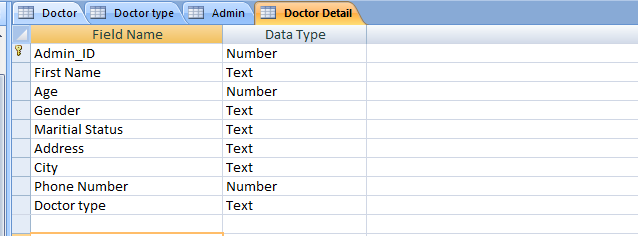 Doctor Doctor type Admin Doctor Detail
Field Name Data Type
Admin_ID Number
First Name Text
Age Number
Gender Text
Maritial Status Text
Address Text
City Text
Phone Number Number
Doctor type Text